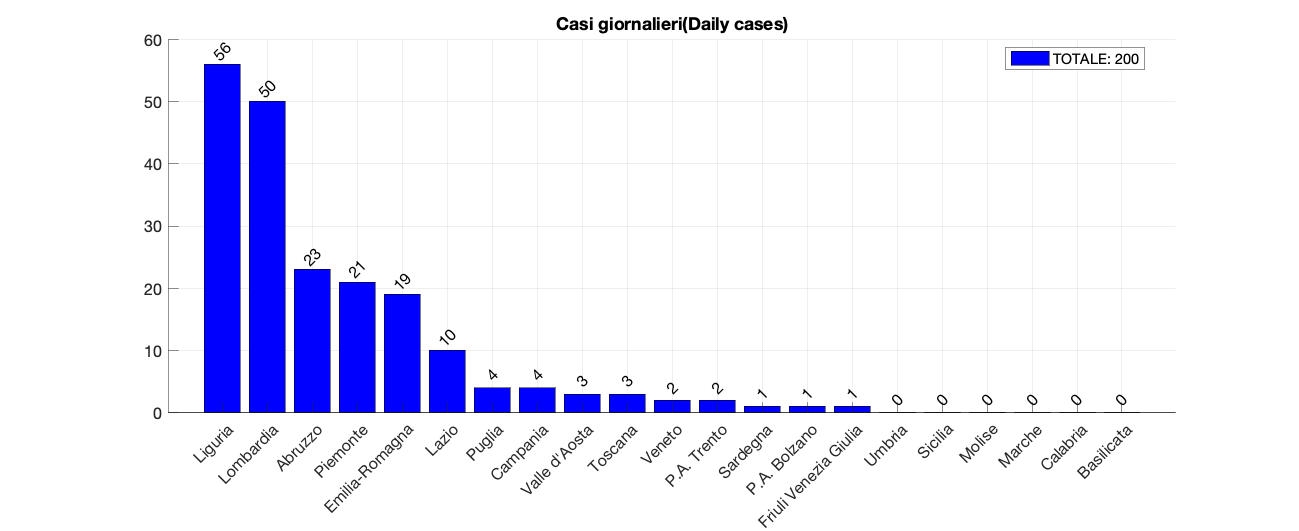 Casi giornalieri(Daily cases)
TOTALE: 200
60
50
40
30
20
10
0
56
50
23
21
19
10
4
4
3
3
2
2
1
1
1
0
0
0
0
0
0
Liguria
Lombardia
Abruzzo
Piemonte
Emilia-Romagna
Lazio
Puglia
Campania
Valle d'Aosta
Toscana
Veneto
P.A. Trento
Sardegna
P.A. Bolzano
Friuli Venezia Giulia
Umbria
Sicilia
Molise
Marche
Calabria
Basilicata